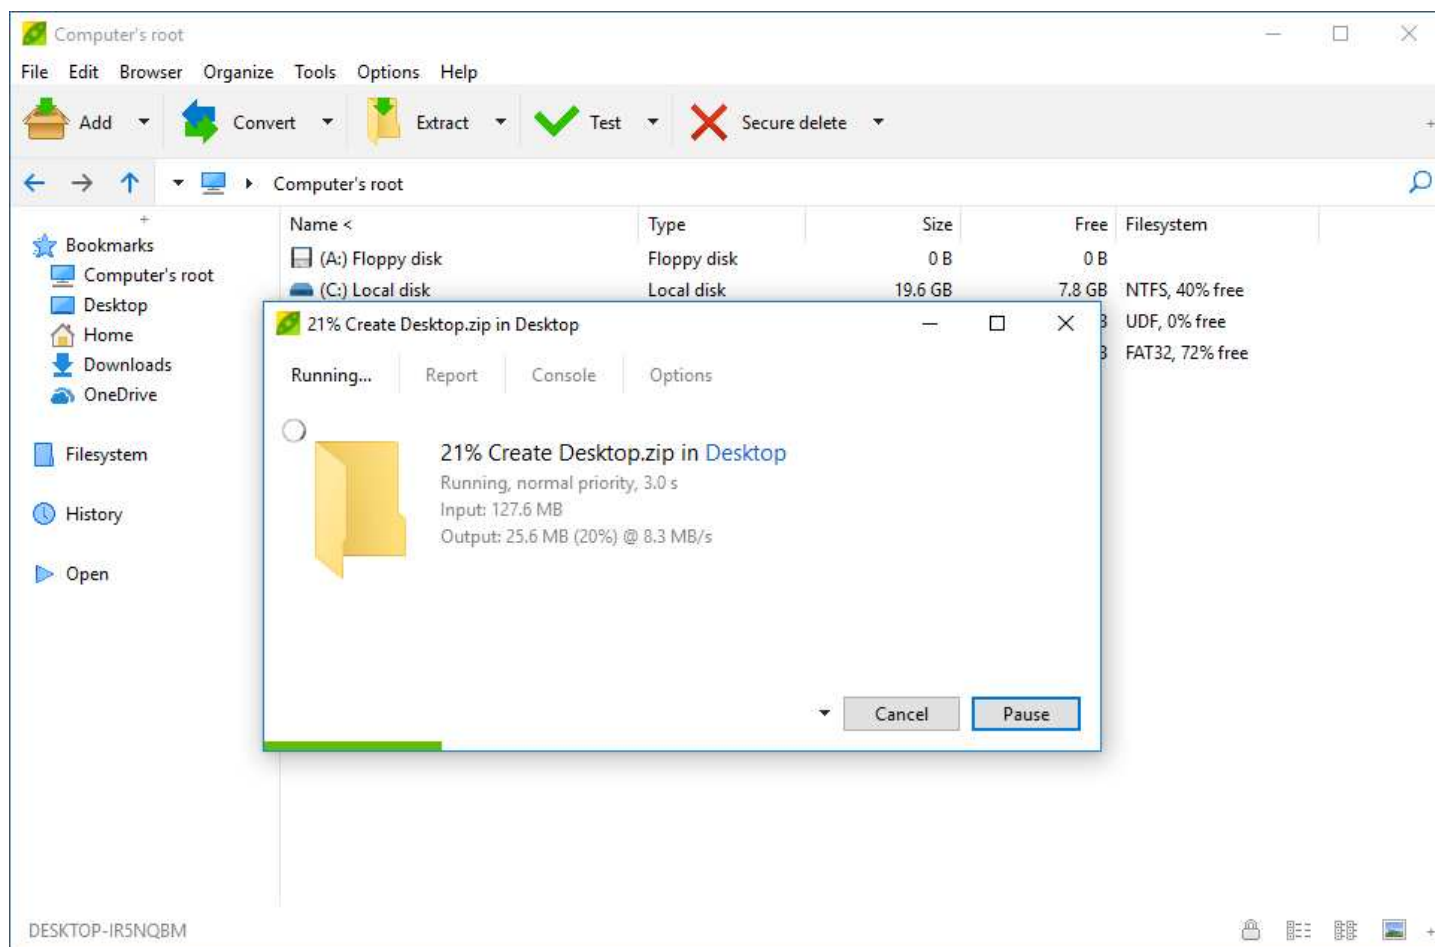 Computer's root
File Edit Browser Organize Tools Options Help
Add Convert Extract Test Secure delete
Computer's root
Name < Type Size Free Filesystem
Bookmarks
Computer's root
Desktop
Home
Downloads
OneDrive
Filesystem
History
Open
(A:) Floppy disk Floppy disk 0 B 0 B
(C:) Local disk Local disk 19.6 GB 7.8 GB NTFS, 40% free
UDF, 0% free
FAT32, 72% free
21% Create Desktop.zip in Desktop
Running... Report Console Options
21% Create Desktop.zip in Desktop
Running, normal priority, 3.0 s
Input: 127.6 MB
Output: 25.6 MB (20%) @ 8.3 MB/s
Cancel Pause
DESKTOP-IR5NQBM